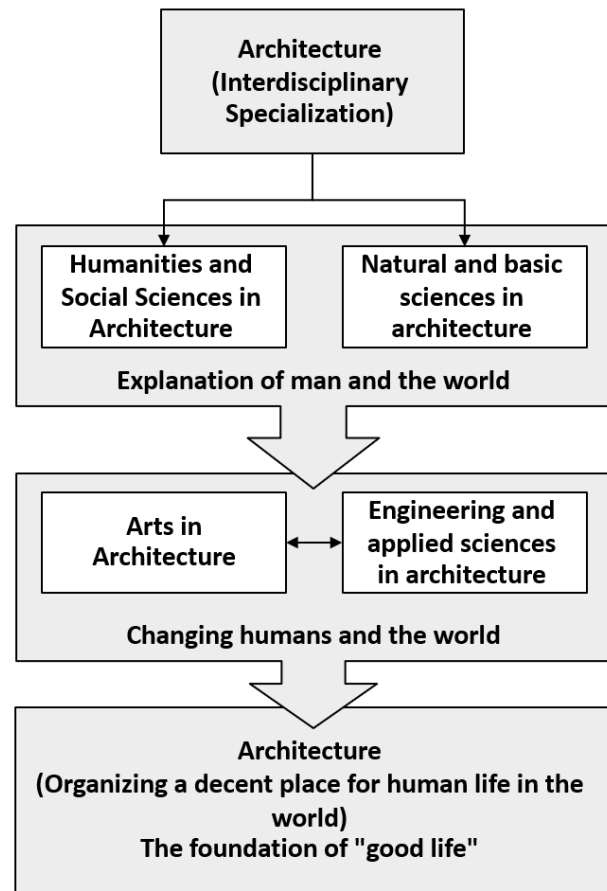 Architecture
(Interdisciplinary
Specialization)
Humanities and
Social Sciences in
Architecture
Natural and basic
sciences in
architecture
Explanation of man and the world
Arts in
Architecture
Engineering and
applied sciences
in architecture
Changing humans and the world
Architecture
(Organizing a decent place for human life in the
world)
The foundation of "good life"